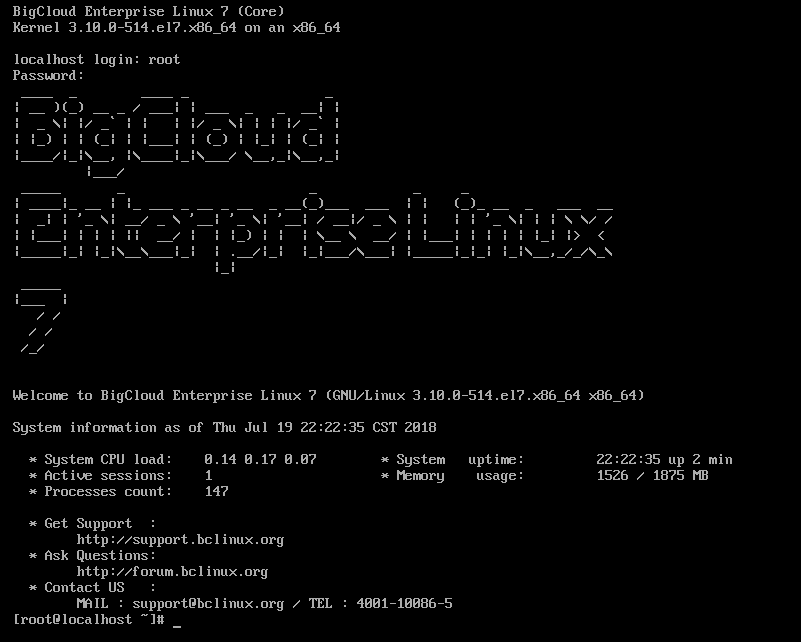 BigCloud Enterprise Linux 7 (Core)
Kernel 3.10.0-514.el7.x86_64 on an x86_64
localhost login: root
Password:
BigCloud
EnterpriseLinux
7
Welcome to BigCloud Enterprise Linux 7 (GNU/Linux 3.10.0-514.el7.x86_64 x86_64)
System information as of Thu Jul 19 22:22:35 CST 2018
* System CPU load: 0.14 0.17 0.07 * System uptime: 22:22:35 up 2 min
* Active sessions: 1 * Memory usage: 1526 / 1875 MB
* Processes count: 147
* Get Support :
http://support.bclinux.org
* Ask Questions:
http://forum.bclinux.org
* Contact US :
MAIL : support@bclinux.org / TEL : 4001-10086-5
[root@localhost ~]# _